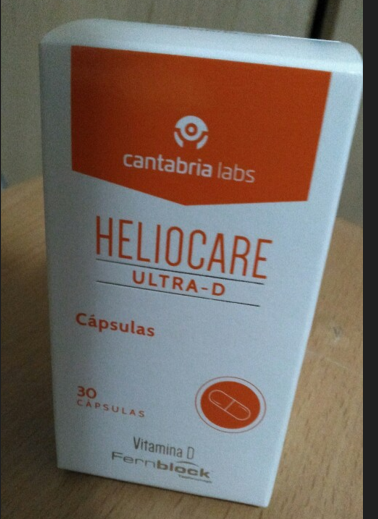 cantabria labs
HELIOCARE
ULTRA-D
Cápsulas
30
CÁPSULAS
Vitamina D
Fernblock